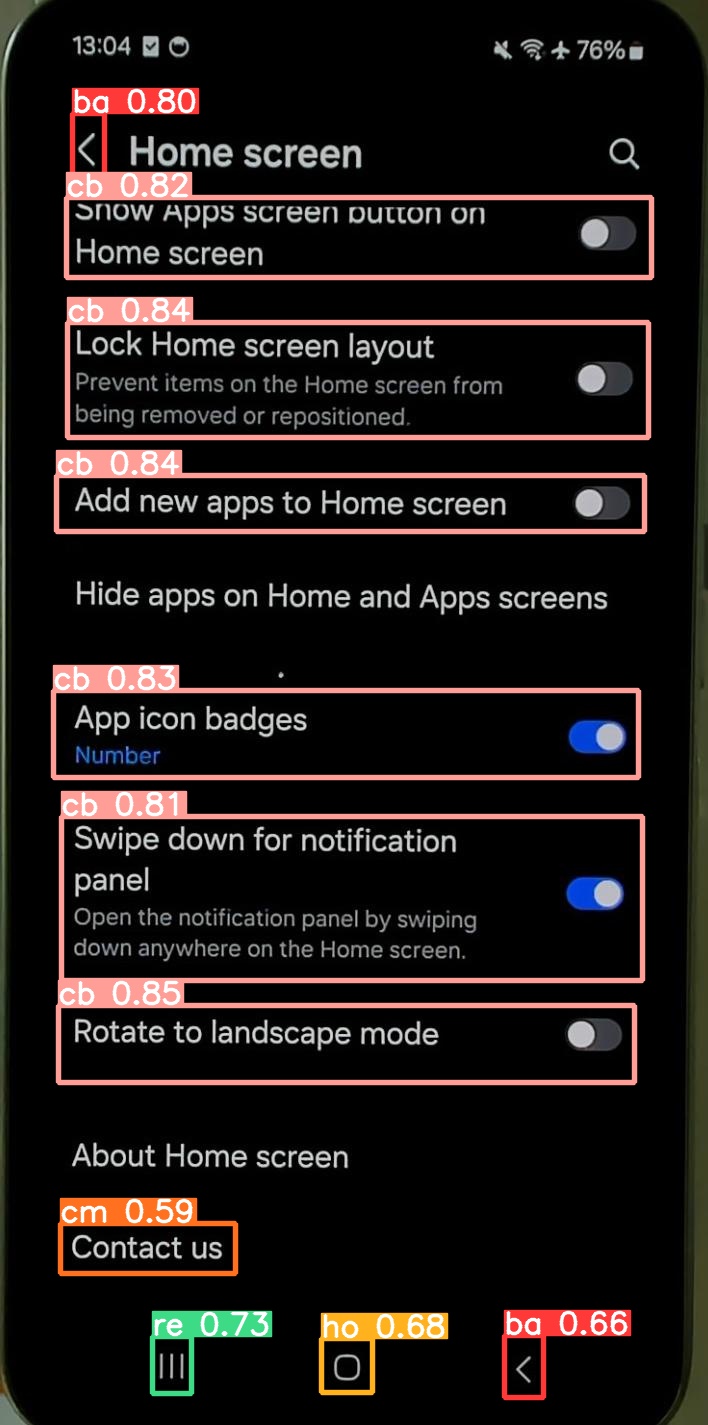 13:04 76%
ba 0.80
Home screen
cb 0.82
Show Apps screen button on
Home screen
cb 0.84
Lock Home screen layout
Prevent items on the Home screen from
being removed or repositioned.
cb 0.84
Add new apps to Home screen
Hide apps on Home and Apps screens
cb 0.83
App icon badges
Number
cb 0.81
Swipe down for notification
panel
Open the notification panel by swiping
down anywhere on the Home screen.
cb 0.85
Rotate to landscape mode
About Home screen
cm 0.59
Contact us
re 0.73 ho 0.68 ba 0.66